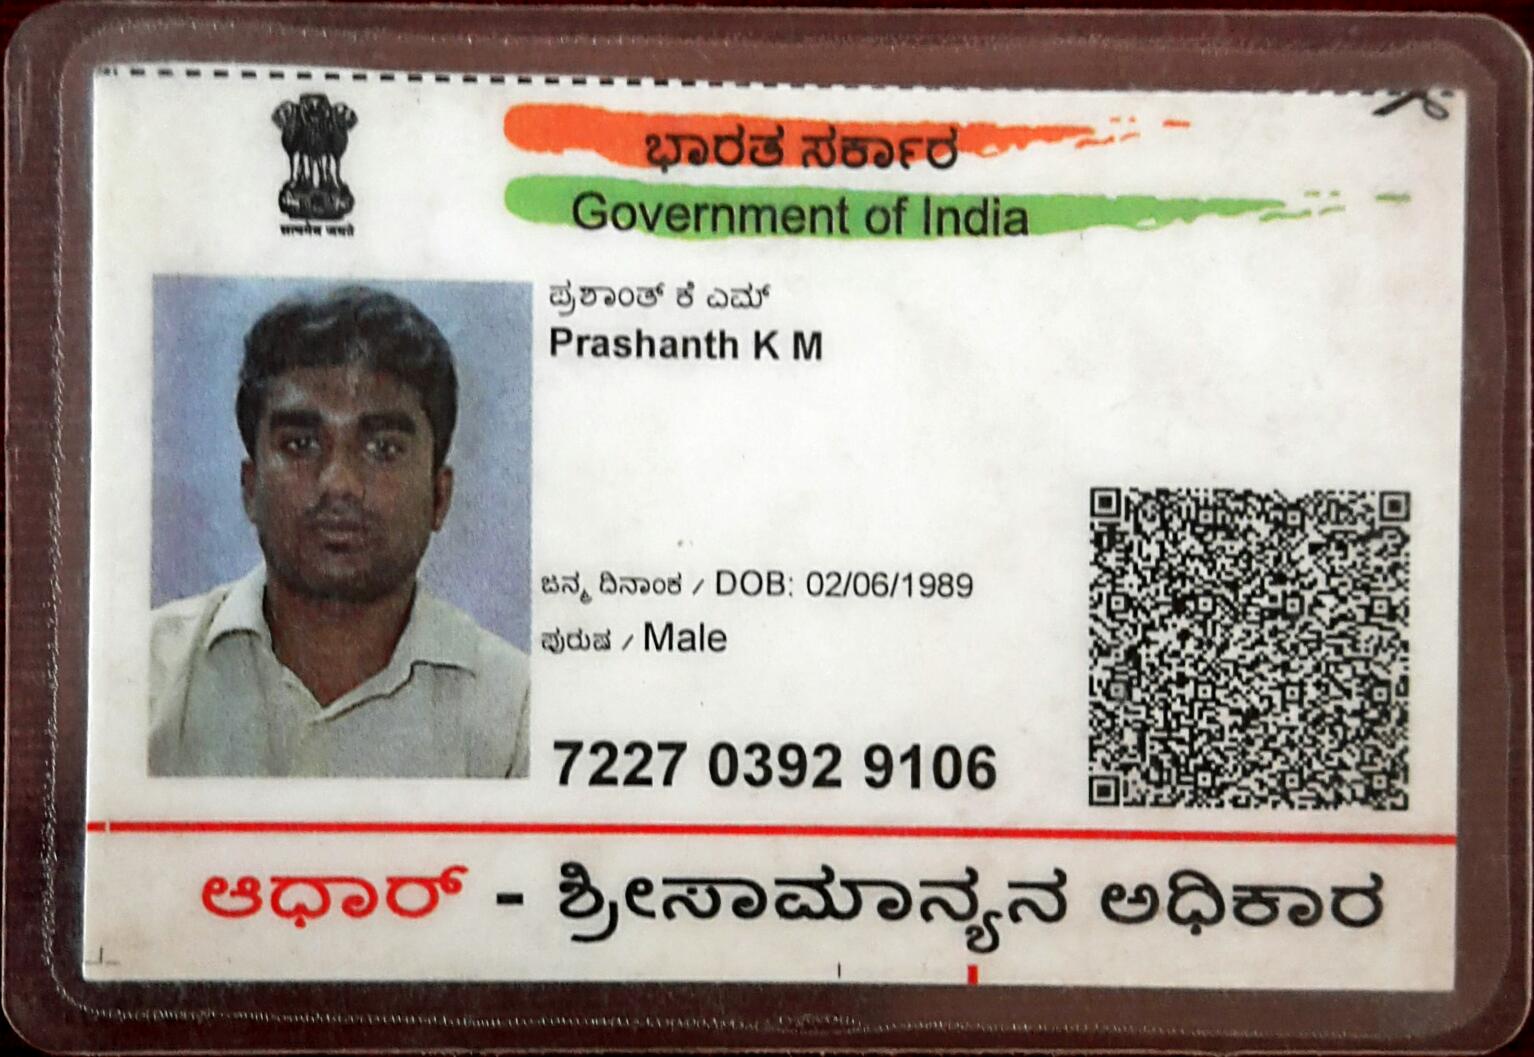 सत्यमेव जयते
ಭಾರತ ಸರ್ಕಾರ
Government of India
ಪ್ರಶಾಂತ್ ಕೆ ಎಮ್
Prashanth K M
ಜನ್ಮ ದಿನಾಂಕ / DOB: 02/06/1989
ಪುರುಷ / Male
7227 0392 9106
ಆಧಾರ್ - ಶ್ರೀಸಾಮಾನ್ಯನ ಅಧಿಕಾರ